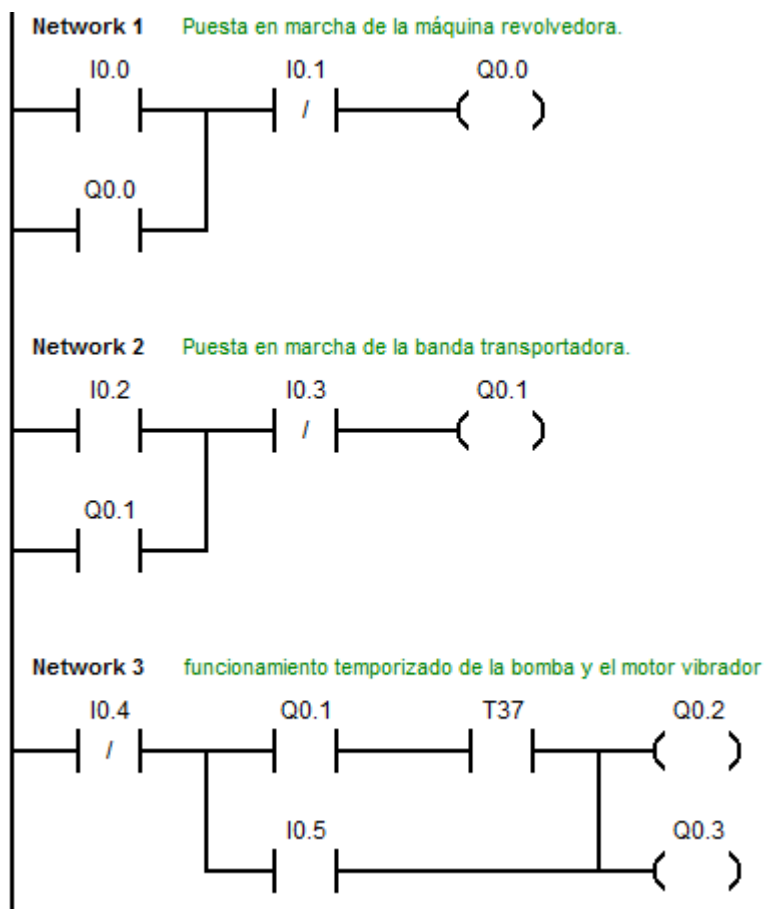 Network 1 Puesta en marcha de la máquina revolvedora.
I0.0 I0.1 Q0.0
/
Q0.0
Network 2 Puesta en marcha de la banda transportadora.
I0.2 I0.3 Q0.1
/
Q0.1
Network 3 funcionamiento temporizado de la bomba y el motor vibrador
I0.4 Q0.1 T37 Q0.2
/
I0.5 Q0.3